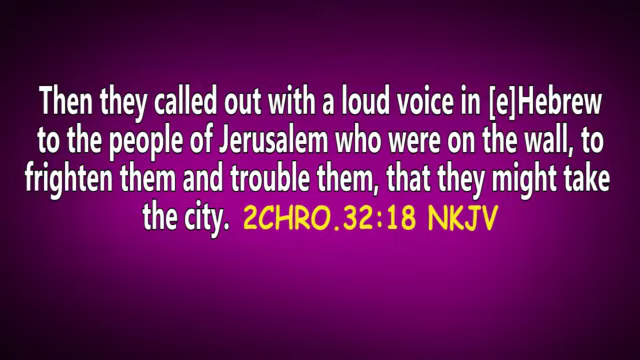 Then they called out with a loud voice in [e]Hebrew
to the people of Jerusalem who were on the wall, to
frighten them and trouble them, that they might take
the city. 2CHRO.32:18 NKJV